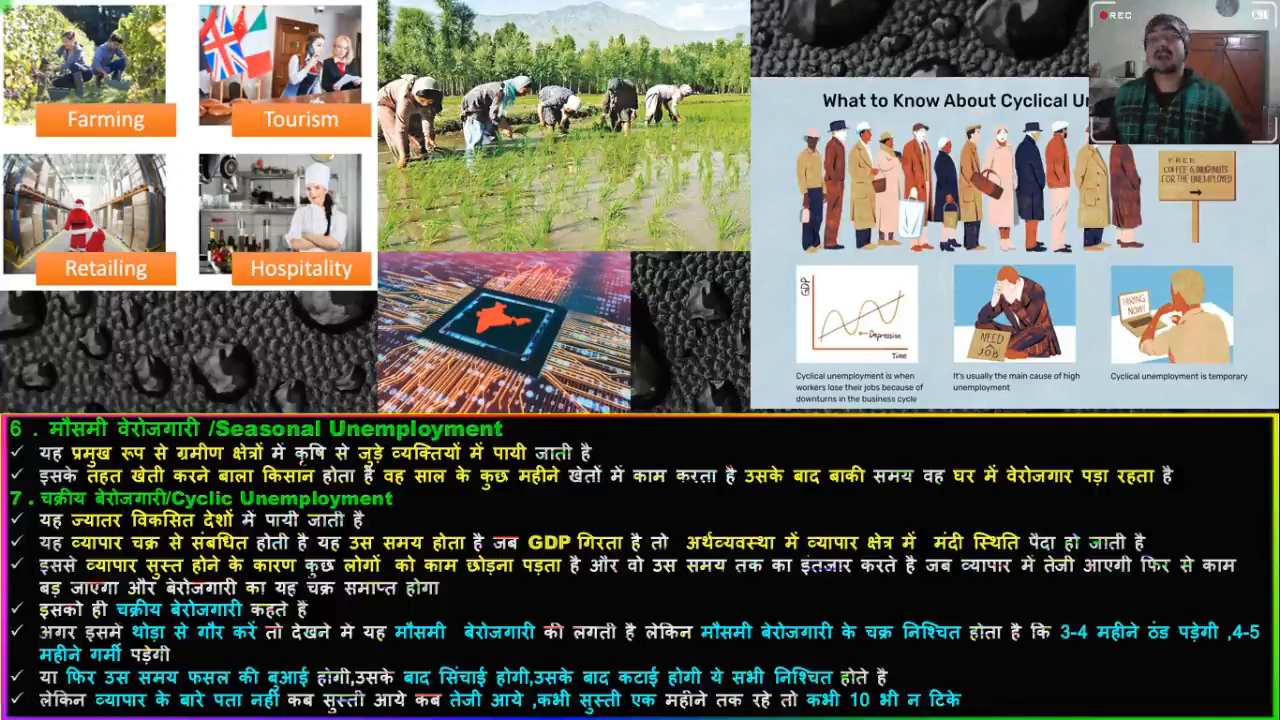 Farming
Tourism
Retailing
Hospitality
REC
What to Know About Cyclical
FREE
COFFEE & DOUGHNUTS
FOR THE UNEMPLOYED
GDP
Depression
Time
NEED A JOB
HIRING NOW!
Cyclical unemployment is when
workers lose their jobs because of
downturns in the business cycle
It's usually the main cause of high
unemployment
Cyclical unemployment is temporary
6 . मौसमी वेरोजगारी /Seasonal Unemployment
✓ यह प्रमुख रूप से ग्रमीण क्षेत्रों में कृषि से जुड़े व्यक्तियों में पायी जाती है
✓ इसके तहत खेती करने बाला किसान होता है वह साल के कुछ महीने खेतों में काम करता है उसके बाद बाकी समय वह घर में वेरोजगार पड़ा रहता है
7 . चक्रीय बेरोजगारी/Cyclic Unemployment
✓ यह ज्यातर विकसित देशों में पायी जाती है
✓ यह व्यापार चक्र से संबधित होती है यह उस समय होता है जब GDP गिरता है तो अर्थव्यवस्था में व्यापार क्षेत्र में मंदी स्थिति पैदा हो जाती है
✓ इससे व्यापार सुस्त होने के कारण कुछ लोगों को काम छोड़ना पड़ता है और वो उस समय तक का इंतजार करते है जब व्यापार में तेजी आएगी फिर से काम
बड़ जाएगा और बेरोजगारी का यह चक्र समाप्त होगा
✓ इसको ही चक्रीय बेरोजगारी कहते है
✓ अगर इसमे थोड़ा से गौर करें तो देखने मे यह मौसमी बेरोजगारी की लगती है लेकिन मौसमी बेरोजगारी के चक्र निश्चित होता है कि 3-4 महीने ठंड पड़ेगी ,4-5
महीने गर्मी पड़ेगी
✓ या फिर उस समय फसल की बुआई होगी,उसके बाद सिंचाई होगी,उसके बाद कटाई होगी ये सभी निश्चित होते है
✓ लेकिन व्यापार के बारे पता नही कब सुस्ती आये कब तेजी आये ,कभी सुस्ती एक महीने तक रहे तो कभी 10 भी न टिके